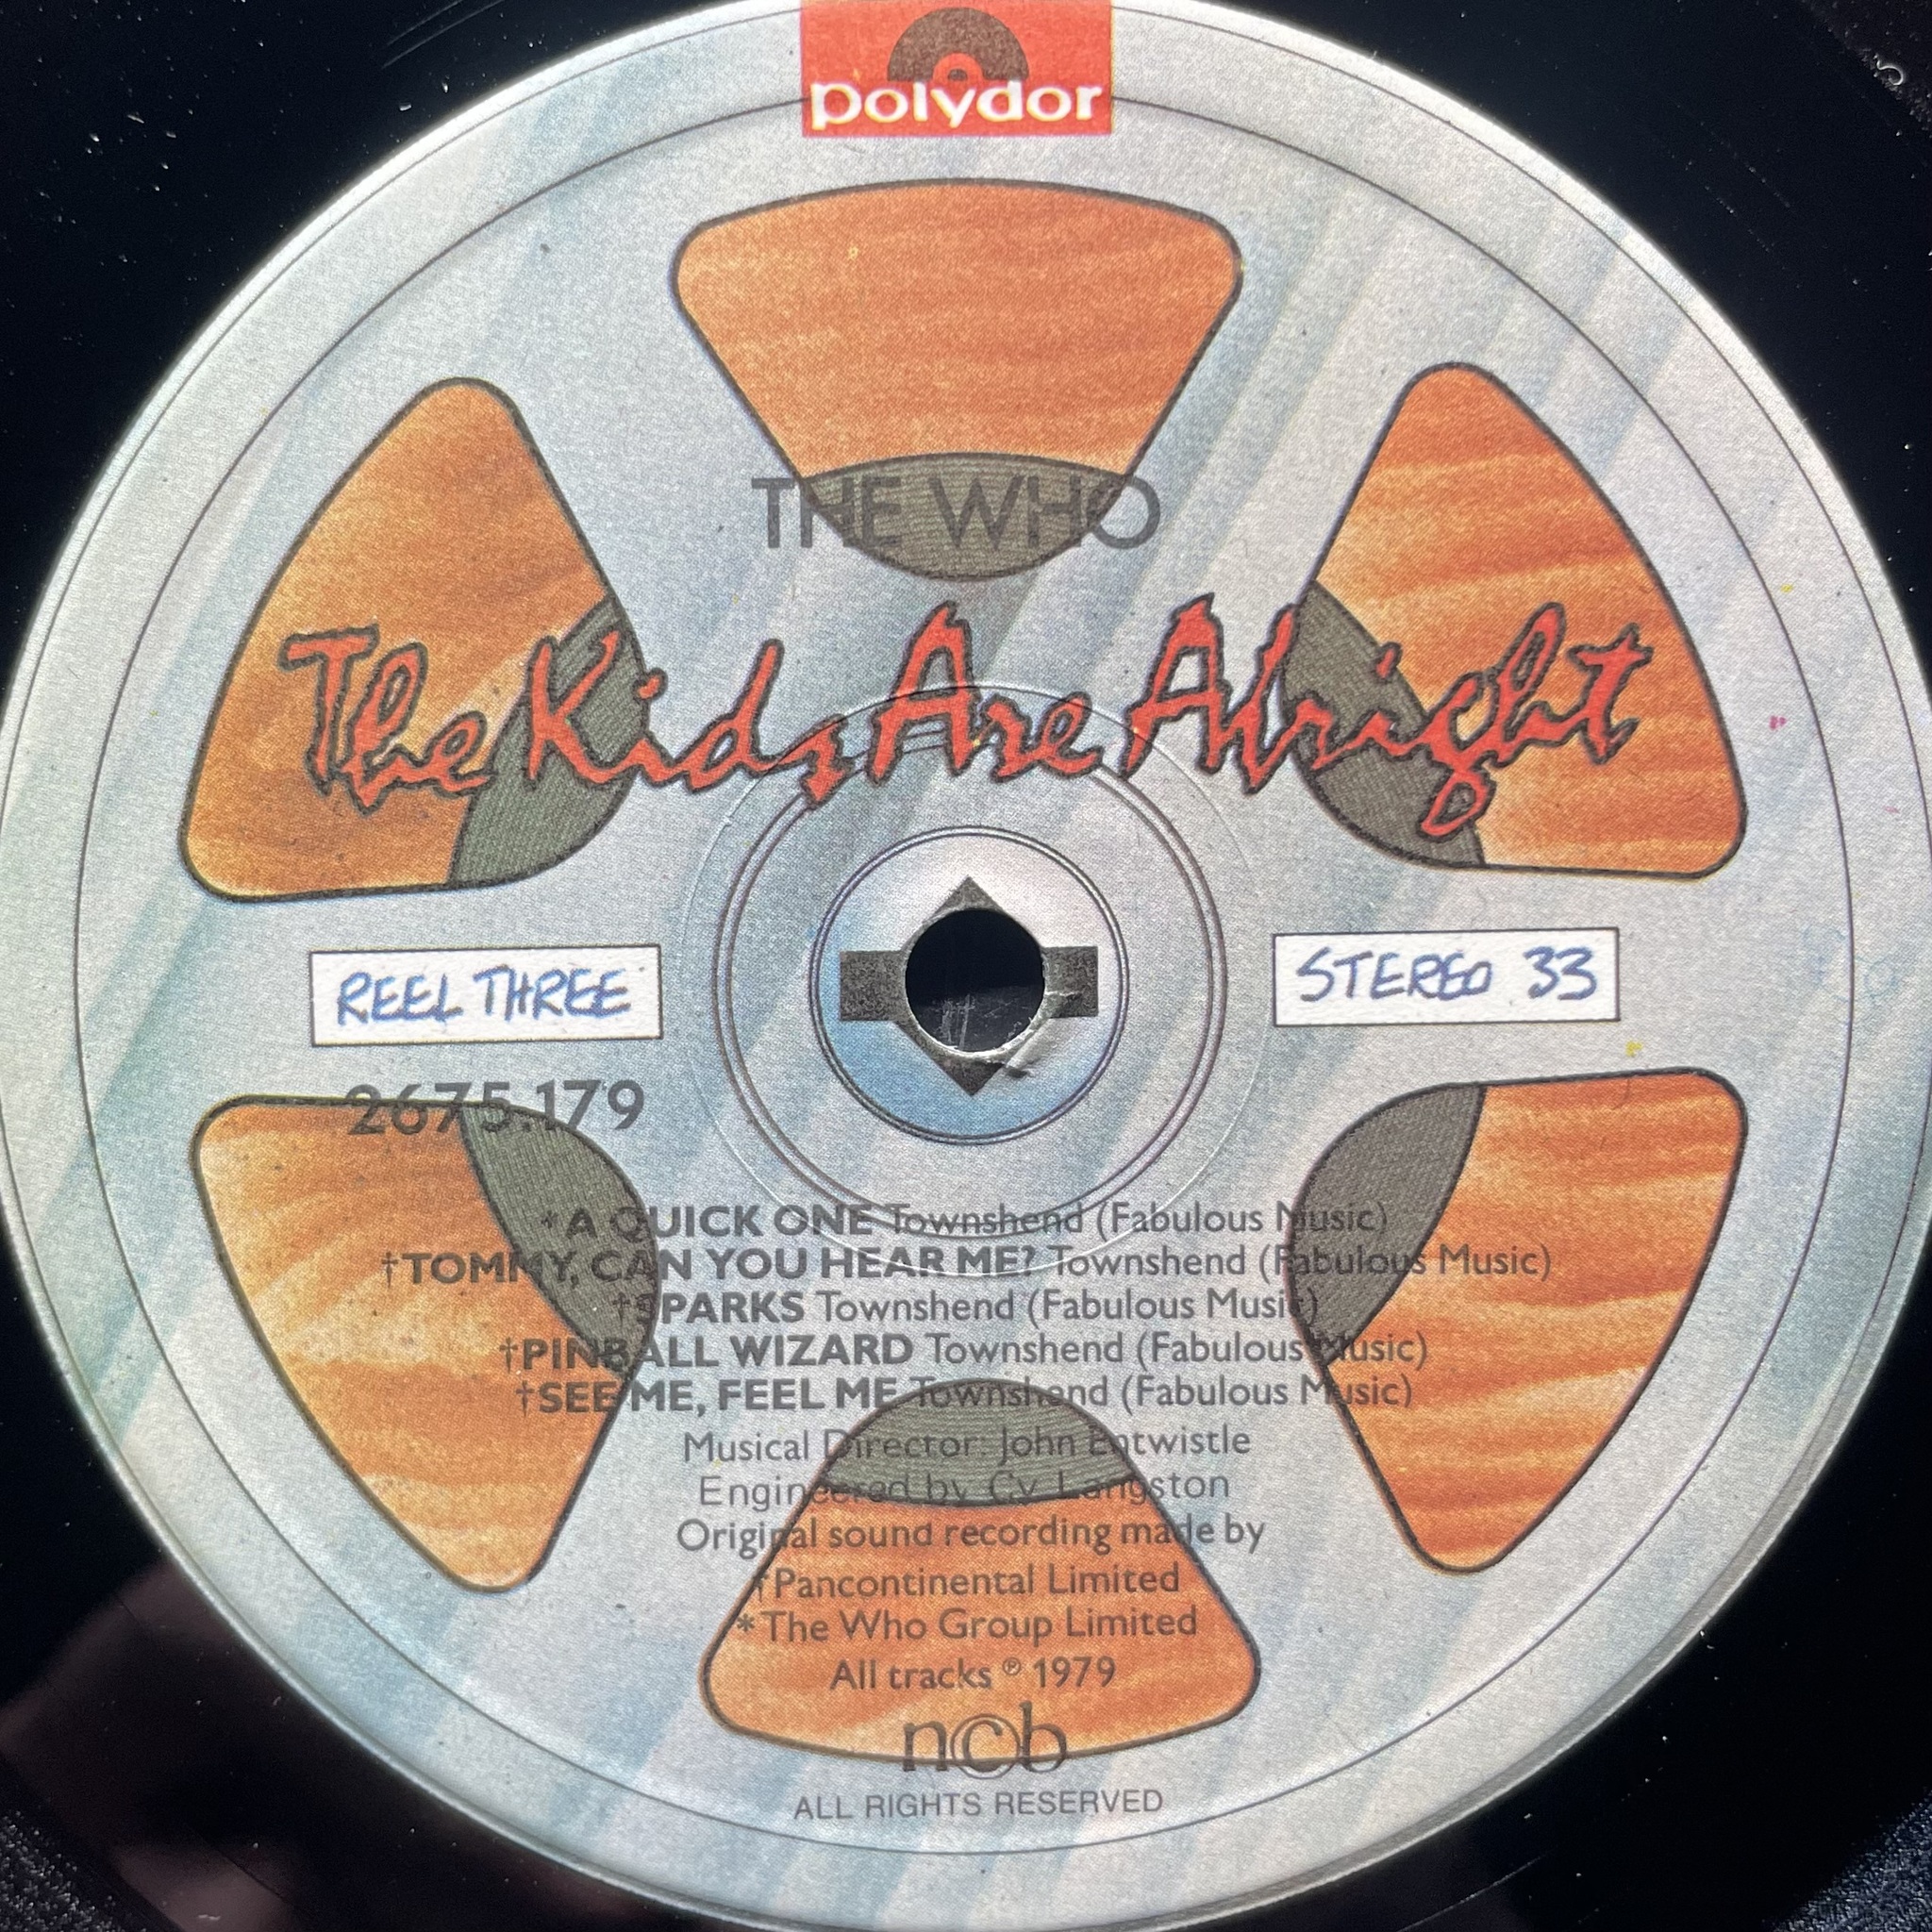 polydor
THE WHO
The Kids Are Alright
REEL THREE
STEREO 33
2675.179
*A QUICK ONE Townshend (Fabulous Music)
†TOMMY, CAN YOU HEAR ME? Townshend (Fabulous Music)
†SPARKS Townshend (Fabulous Music)
†PINBALL WIZARD Townshend (Fabulous Music)
†SEE ME, FEEL ME Townshend (Fabulous Music)
Musical Director: John Entwistle
Engineered by Cy Langston
Original sound recording made by
†Pancontinental Limited
*The Who Group Limited
All tracks ℗ 1979
ncb
ALL RIGHTS RESERVED